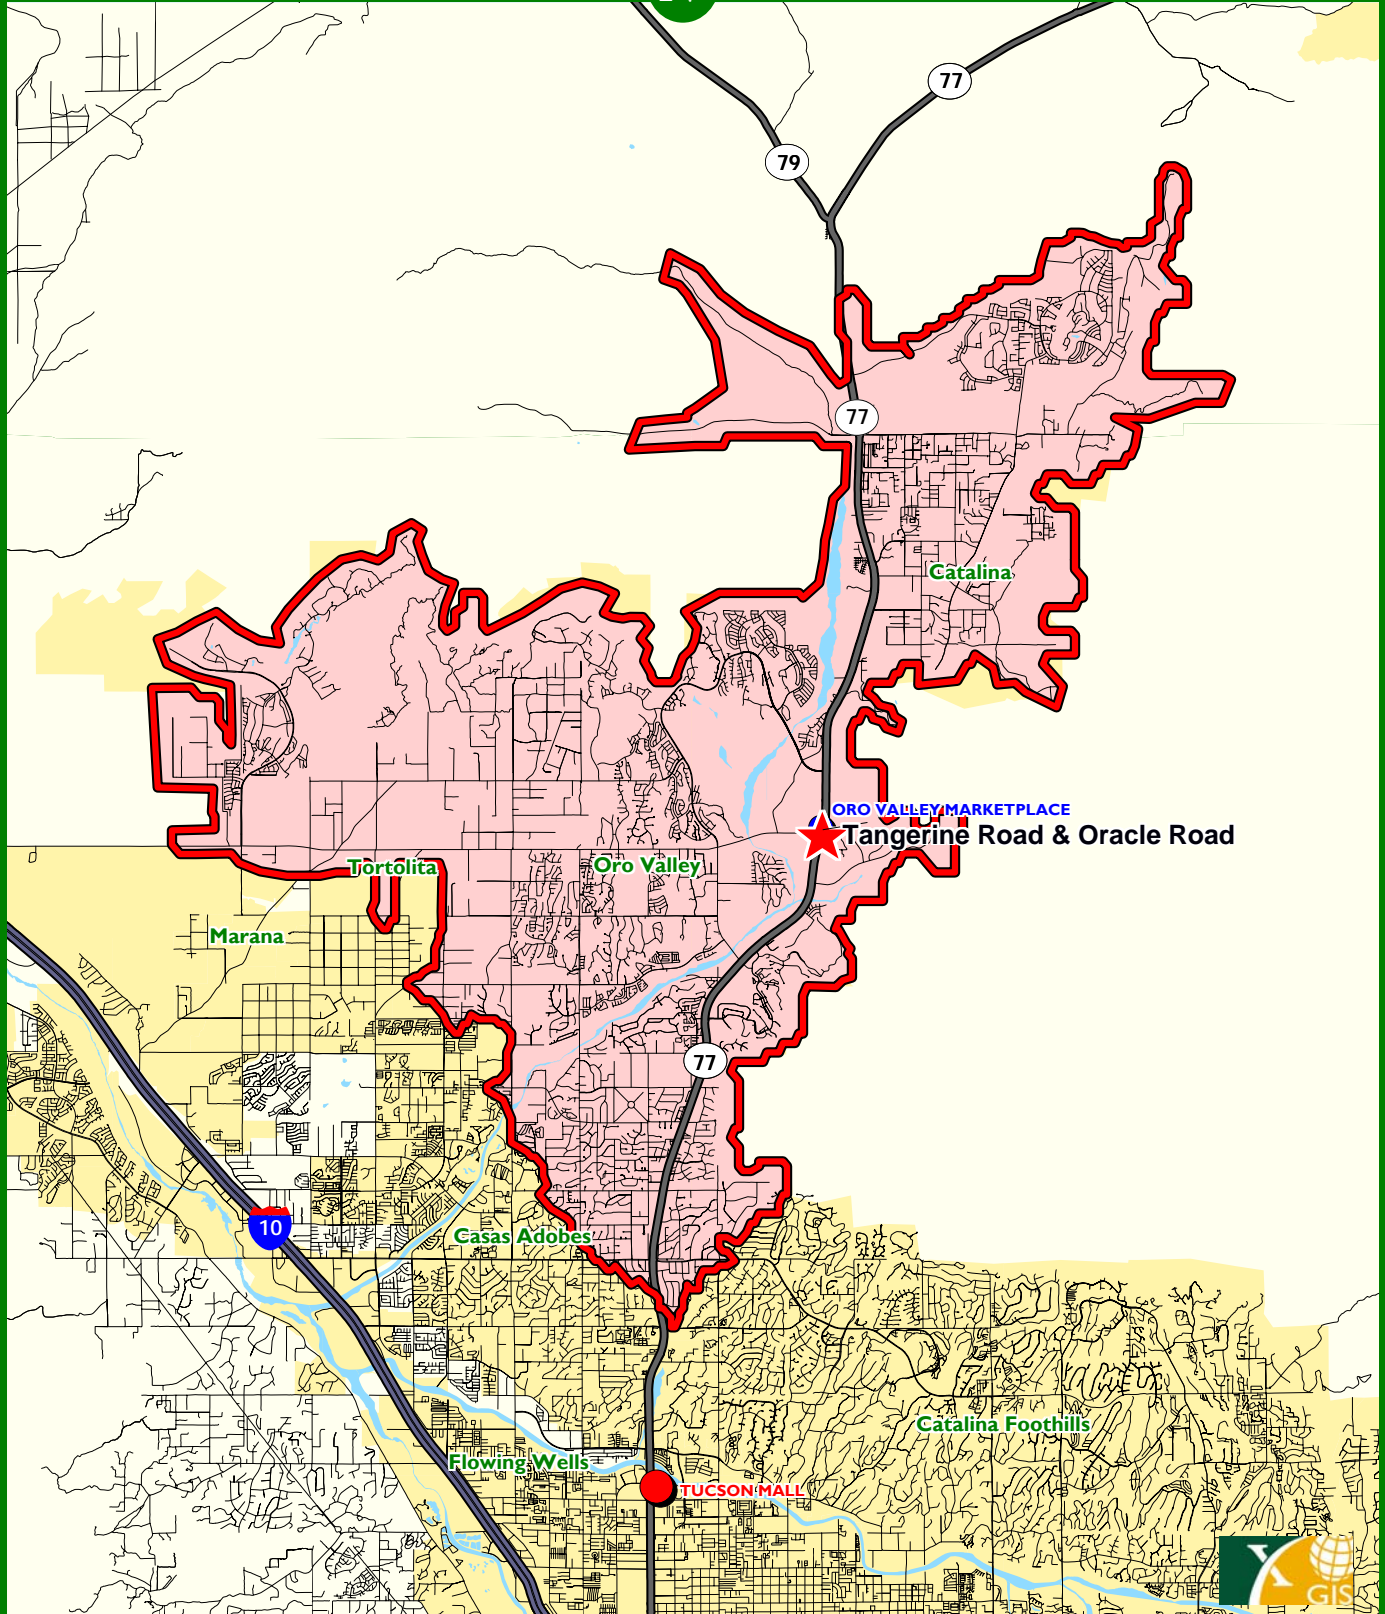 77
79
77
Catalina
ORO VALLEY MARKETPLACE
Tangerine Road & Oracle Road
Tortolita
Oro Valley
Marana
77
10
Casas Adobes
Catalina Foothills
Flowing Wells
TUCSON MALL
GIS